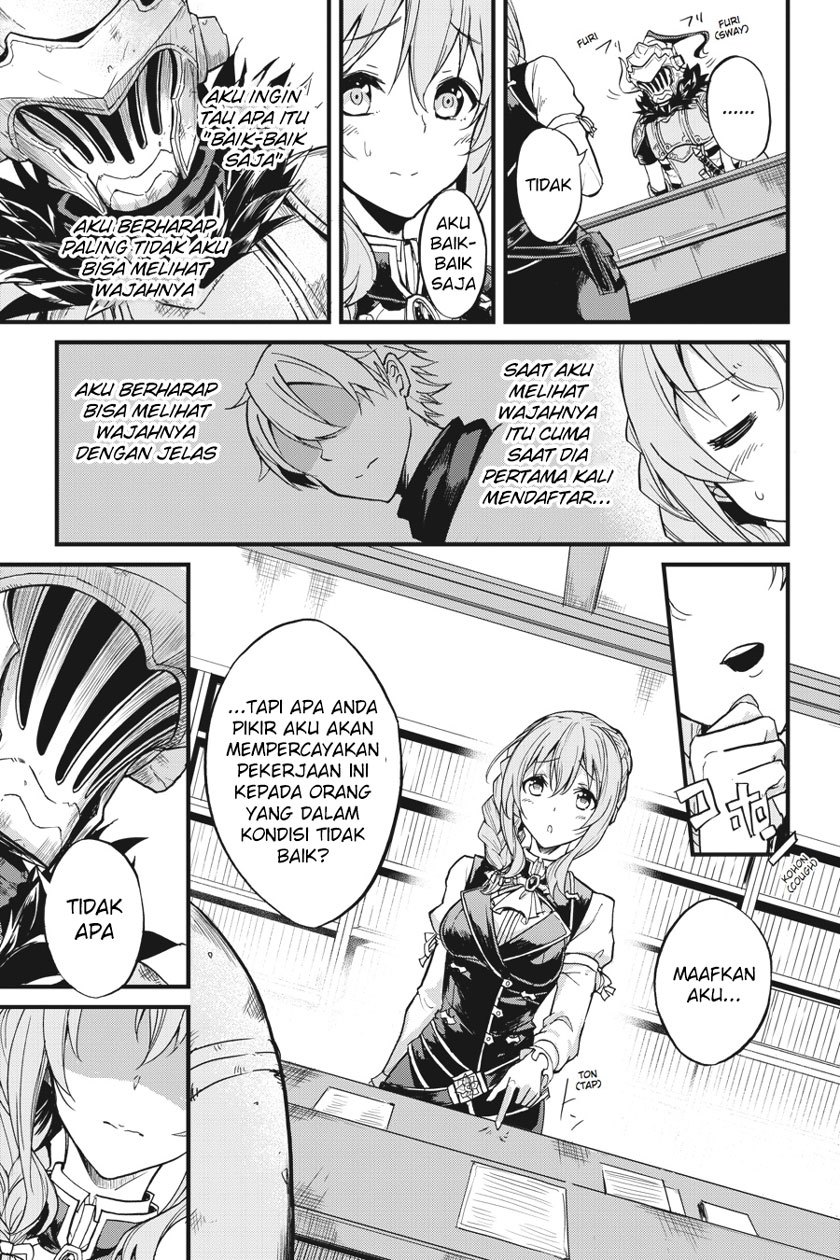 FURI
FURI
(SWAY)
......
TIDAK
AKU
BAIK-
BAIK
SAJA
AKU INGIN
TAU APA ITU
"BAIK-BAIK
SAJA"
AKU BERHARAP
PALING TIDAK AKU
BISA MELIHAT
WAJAHNYA
SAAT AKU
MELIHAT
WAJAHNYA
ITU CUMA
SAAT DIA
PERTAMA KALI
MENDAFTAR...
AKU BERHARAP
BISA MELIHAT
WAJAHNYA
DENGAN JELAS
コホン
KOHON
(COUGH)
MAAFKAN
AKU...
...TAPI APA ANDA
PIKIR AKU AKAN
MEMPERCAYAKAN
PEKERJAAN INI
KEPADA ORANG
YANG DALAM
KONDISI TIDAK
BAIK?
TON
(TAP)
TIDAK
APA